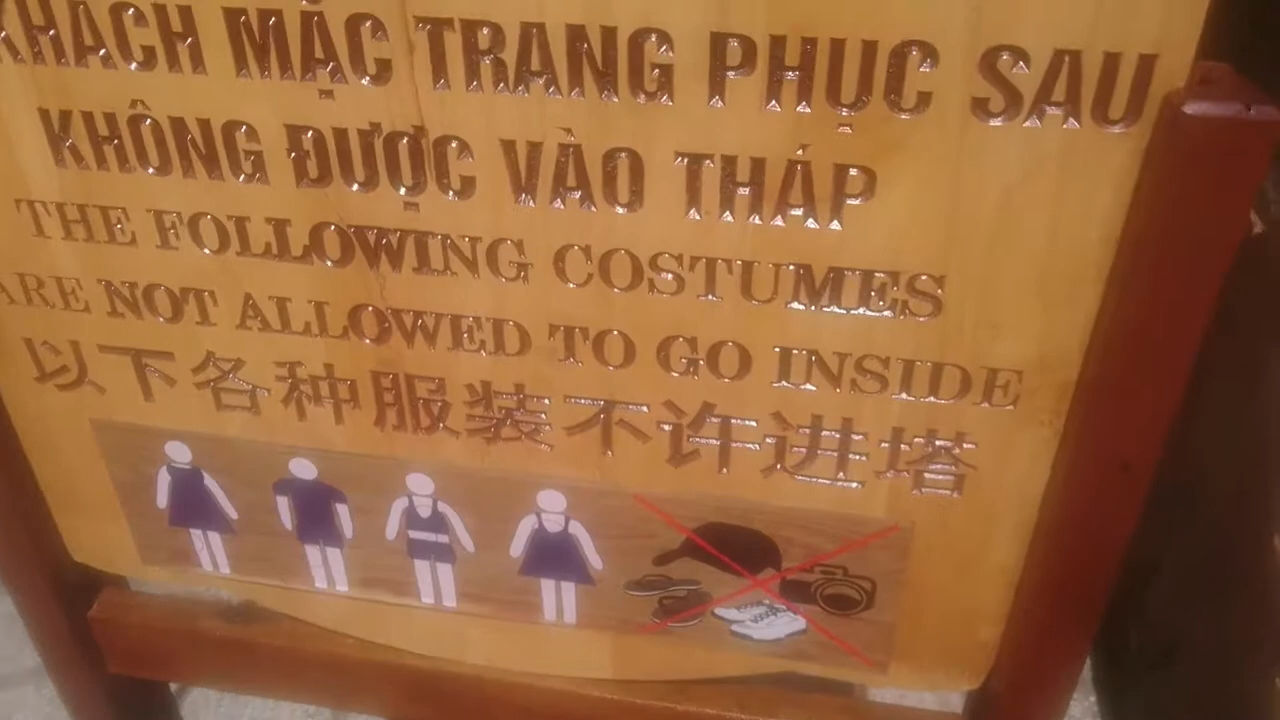 KHÁCH MẶC TRANG PHỤC SAU
KHÔNG ĐƯỢC VÀO THÁP
THE FOLLOWING COSTUMES
ARE NOT ALLOWED TO GO INSIDE
以下各种服装不许进塔